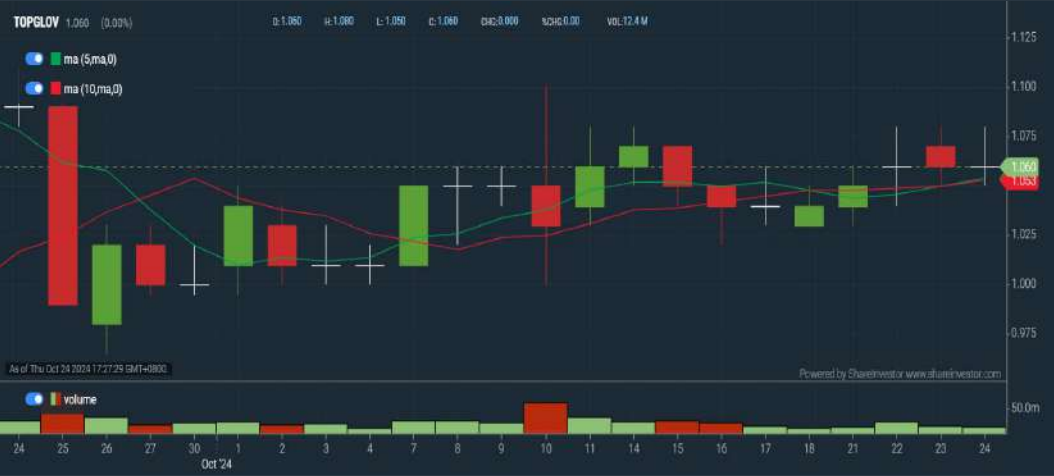 TOPGLOV 1.060 (0.00%) O:1.060 H:1.080 L:1.050 C:1.060 CHG:0.000 %CHG:0.00 VOL:12.4 M
ma (5,ma,0)
ma (10,ma,0)
1.125
1.100
1.075
1.060
1.053
1.025
1.000
0.975
As of Thu Oct 24 2024 17:27:29 GMT+0800
Powered by ShareInvestor www.shareinvestor.com
volume
50.0m
24 25 26 27 30 1 2 3 4 7 8 9 10 11 14 15 16 17 18 21 22 23 24
Oct '24